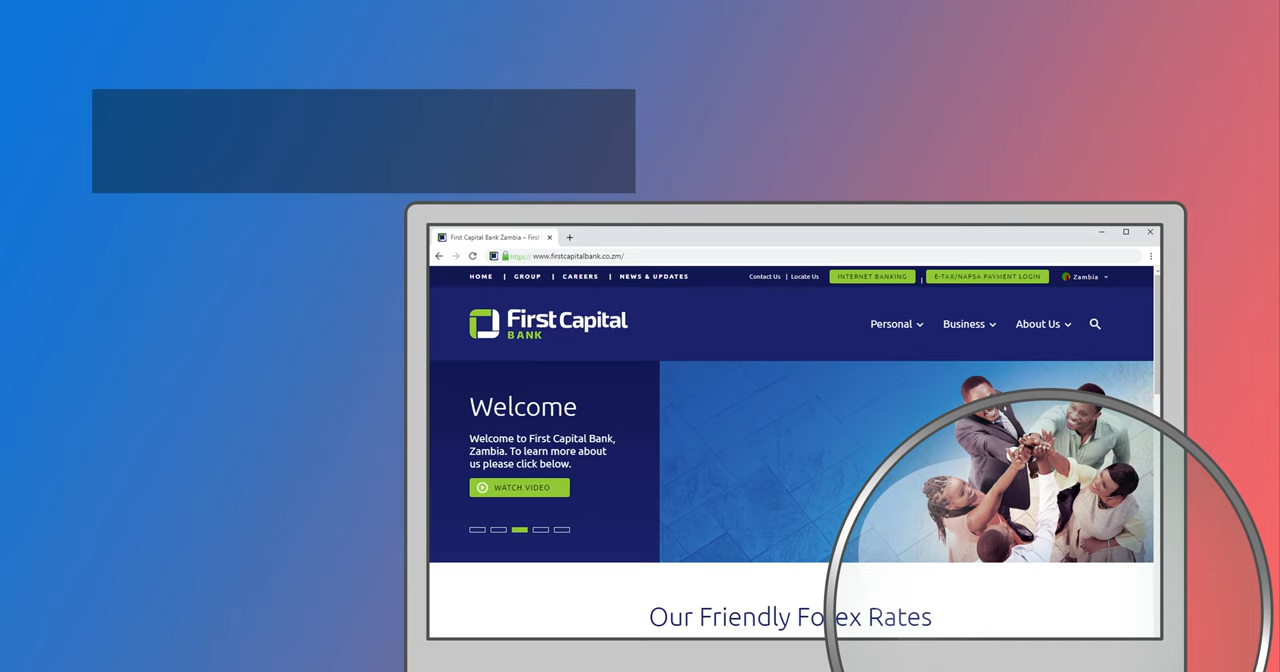 First Capital Bank Zambia – First
https://www.firstcapitalbank.co.zm/
HOME | GROUP | CAREERS | NEWS & UPDATES
Contact Us | Locate Us
INTERNET BANKING | E-TAX/NAPSA PAYMENT LOGIN
Zambia
First Capital
BANK
Personal
Business
About Us
Welcome
Welcome to First Capital Bank,
Zambia. To learn more about
us please click below.
WATCH VIDEO
Our Friendly Forex Rates